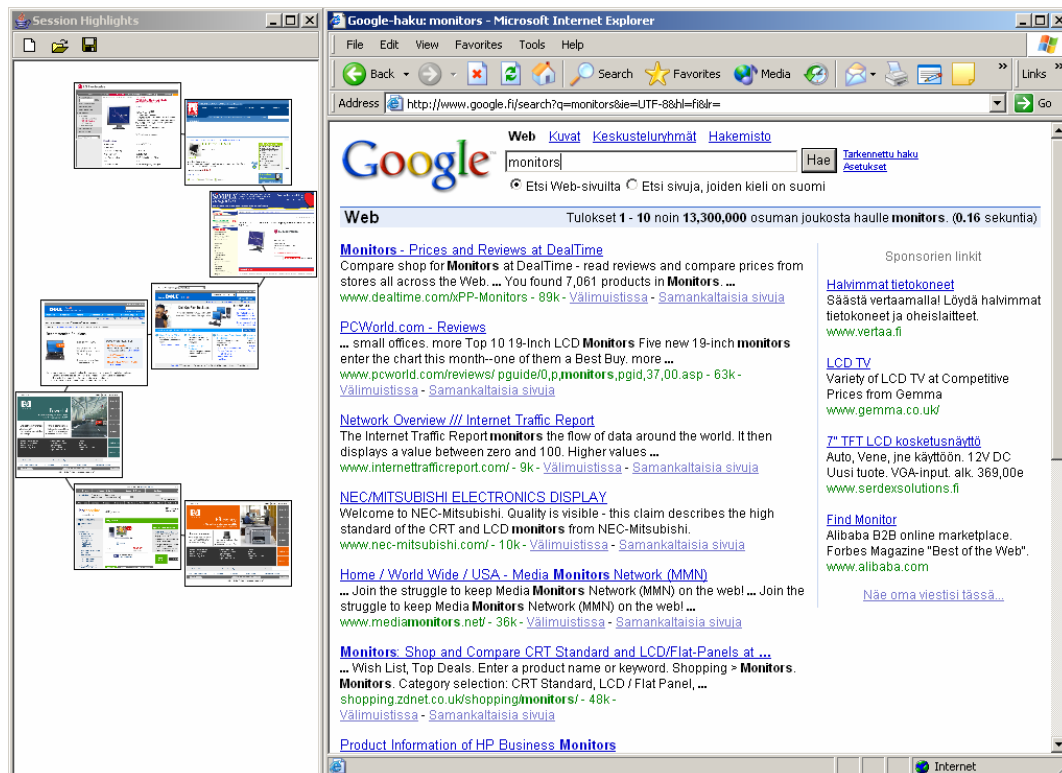 Session Highlights
Google-haku: monitors - Microsoft Internet Explorer
File Edit View Favorites Tools Help
Back Search Favorites Media » Links »
Address http://www.google.fi/search?q=monitors&ie=UTF-8&hl=fi&lr= Go
Web Kuvat Keskusteluryhmät Hakemisto
Google™
monitors Hae Tarkennettu haku
Asetukset
Etsi Web-sivuilta Etsi sivuja, joiden kieli on suomi
Web Tulokset 1 - 10 noin 13,300,000 osuman joukosta haulle monitors. (0.16 sekuntia)
Monitors - Prices and Reviews at DealTime
Compare shop for Monitors at DealTime - read reviews and compare prices from
stores all across the Web. ... You found 7,061 products in Monitors. ...
www.dealtime.com/xPP-Monitors - 89k - Välimuistissa - Samankaltaisia sivuja
PCWorld.com - Reviews
... small offices. more Top 10 19-Inch LCD Monitors Five new 19-inch monitors
enter the chart this month--one of them a Best Buy. more ...
www.pcworld.com/reviews/ pguide/0,p,monitors,pgid,37,00.asp - 63k -
Välimuistissa - Samankaltaisia sivuja
Network Overview /// Internet Traffic Report
The Internet Traffic Report monitors the flow of data around the world. It then
displays a value between zero and 100. Higher values ...
www.internettrafficreport.com/ - 9k - Välimuistissa - Samankaltaisia sivuja
NEC/MITSUBISHI ELECTRONICS DISPLAY
Welcome to NEC-Mitsubishi. Quality is visible - this claim describes the high
standard of the CRT and LCD monitors from NEC-Mitsubishi.
www.nec-mitsubishi.com/ - 10k - Välimuistissa - Samankaltaisia sivuja
Home / World Wide / USA - Media Monitors Network (MMN)
... Join the struggle to keep Media Monitors Network (MMN) on the web! ... Join the
struggle to keep Media Monitors Network (MMN) on the web! ...
www.mediamonitors.net/ - 36k - Välimuistissa - Samankaltaisia sivuja
Monitors: Shop and Compare CRT Standard and LCD/Flat-Panels at ...
... Wish List, Top Deals. Enter a product name or keyword. Shopping > Monitors.
Monitors. Category selection: CRT Standard, LCD / Flat Panel, ...
shopping.zdnet.co.uk/shopping/monitors/ - 48k -
Välimuistissa - Samankaltaisia sivuja
Product Information of HP Business Monitors
Sponsorien linkit
Halvimmat tietokoneet
Säästä vertaamalla! Löydä halvimmat
tietokoneet ja oheislaitteet.
www.vertaa.fi
LCD TV
Variety of LCD TV at Competitive
Prices from Gemma
www.gemma.co.uk/
7" TFT LCD kosketusnäyttö
Auto, Vene, jne käyttöön. 12V DC
Uusi tuote. VGA-input. alk. 369,00e
www.serdexsolutions.fi
Find Monitor
Alibaba B2B online marketplace.
Forbes Magazine "Best of the Web".
www.alibaba.com
Näe oma viestisi tässä...
Internet